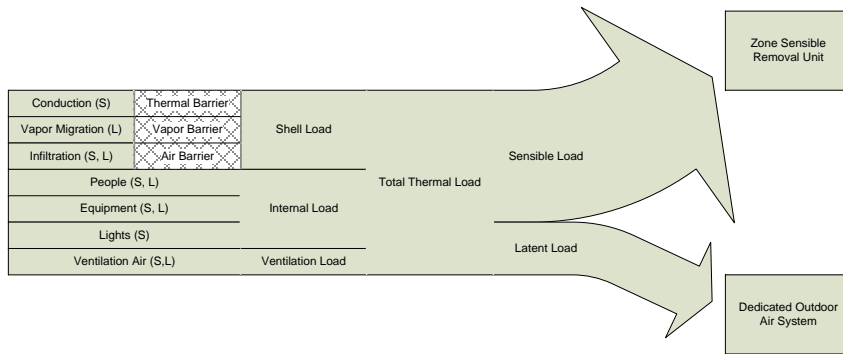 Zone Sensible
Removal Unit
Conduction (S)
Thermal Barrier
Vapor Migration (L)
Vapor Barrier
Shell Load
Infiltration (S, L)
Air Barrier
Sensible Load
People (S, L)
Total Thermal Load
Equipment (S, L)
Internal Load
Lights (S)
Latent Load
Ventilation Air (S,L)
Ventilation Load
Dedicated Outdoor
Air System